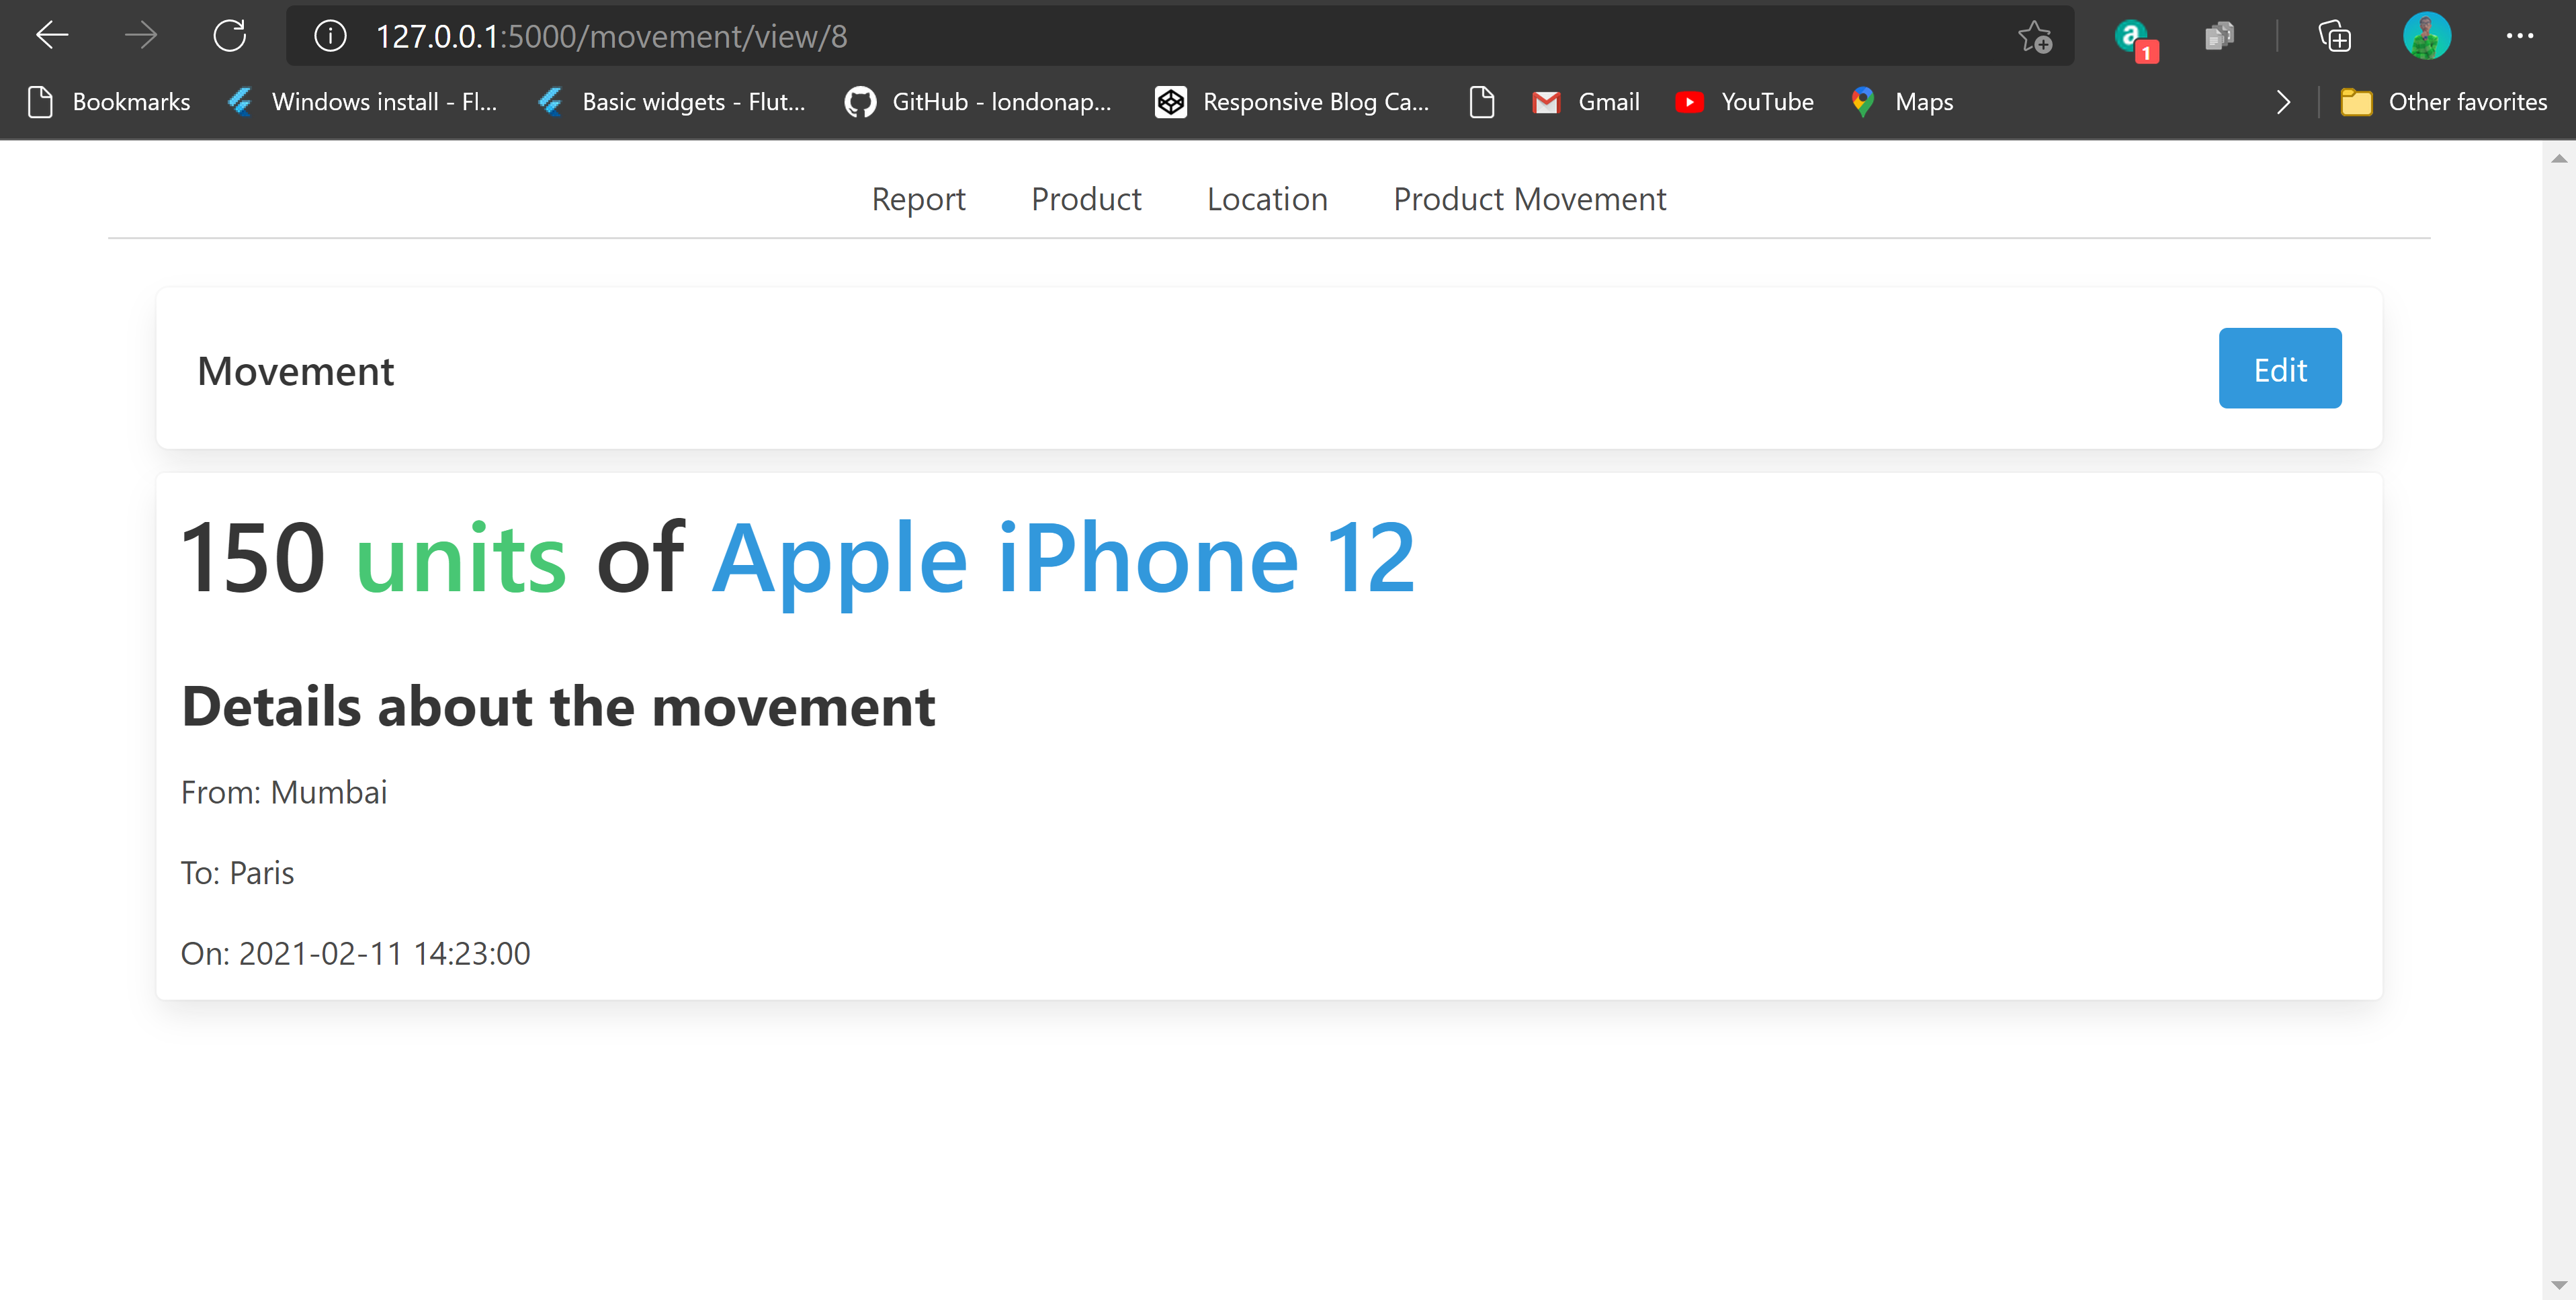 127.0.0.1:5000/movement/view/8
1
Bookmarks Windows install - Fl... Basic widgets - Flut... GitHub - londonap... Responsive Blog Ca... Gmail YouTube Maps Other favorites
Report Product Location Product Movement
Movement
Edit
150 units of Apple iPhone 12
Details about the movement
From: Mumbai
To: Paris
On: 2021-02-11 14:23:00